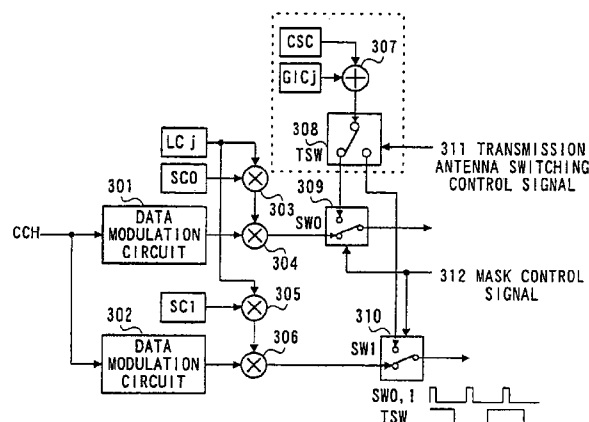 CSC
307
GICj
308
TSW
311 TRANSMISSION
ANTENNA SWITCHING
CONTROL SIGNAL
LCj
SC0
309
301
303
SW0
CCH
DATA
MODULATION
CIRCUIT
304
312 MASK CONTROL
SIGNAL
SC1
305
310
302
306
SW1
DATA
MODULATION
CIRCUIT
SW0,1
TSW